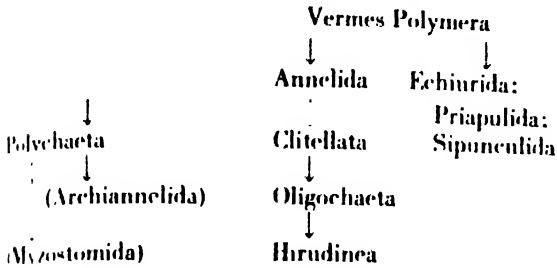 Vermes Polymera
Annelida Echiurida:
Priapulida:
Polychaeta Clitellata Sipunculida
(Archiannelida) Oligochaeta
(Myzostomida) Hirudinea